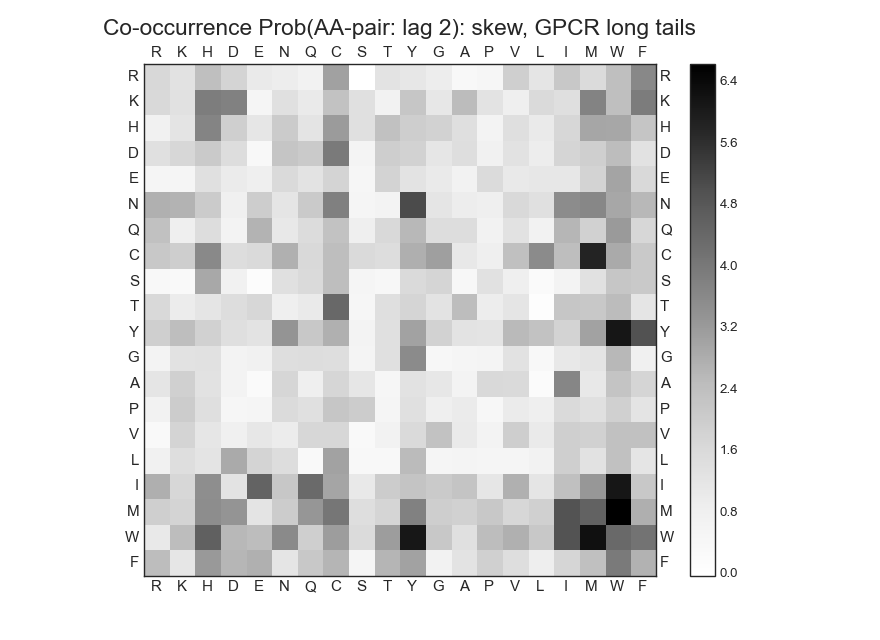 Co-occurrence Prob(AA-pair: lag 2): skew, GPCR long tails
R K H D E N Q C S T Y G A P V L I M W F
R R 6.4
K K
H H 5.6
D D
E E
N N 4.8
Q Q
C C 4.0
S S
T T
Y Y 3.2
G G
A A 2.4
P P
V V 1.6
L L
I I
M M 0.8
W W
F F 0.0
R K H D E N Q C S T Y G A P V L I M W F